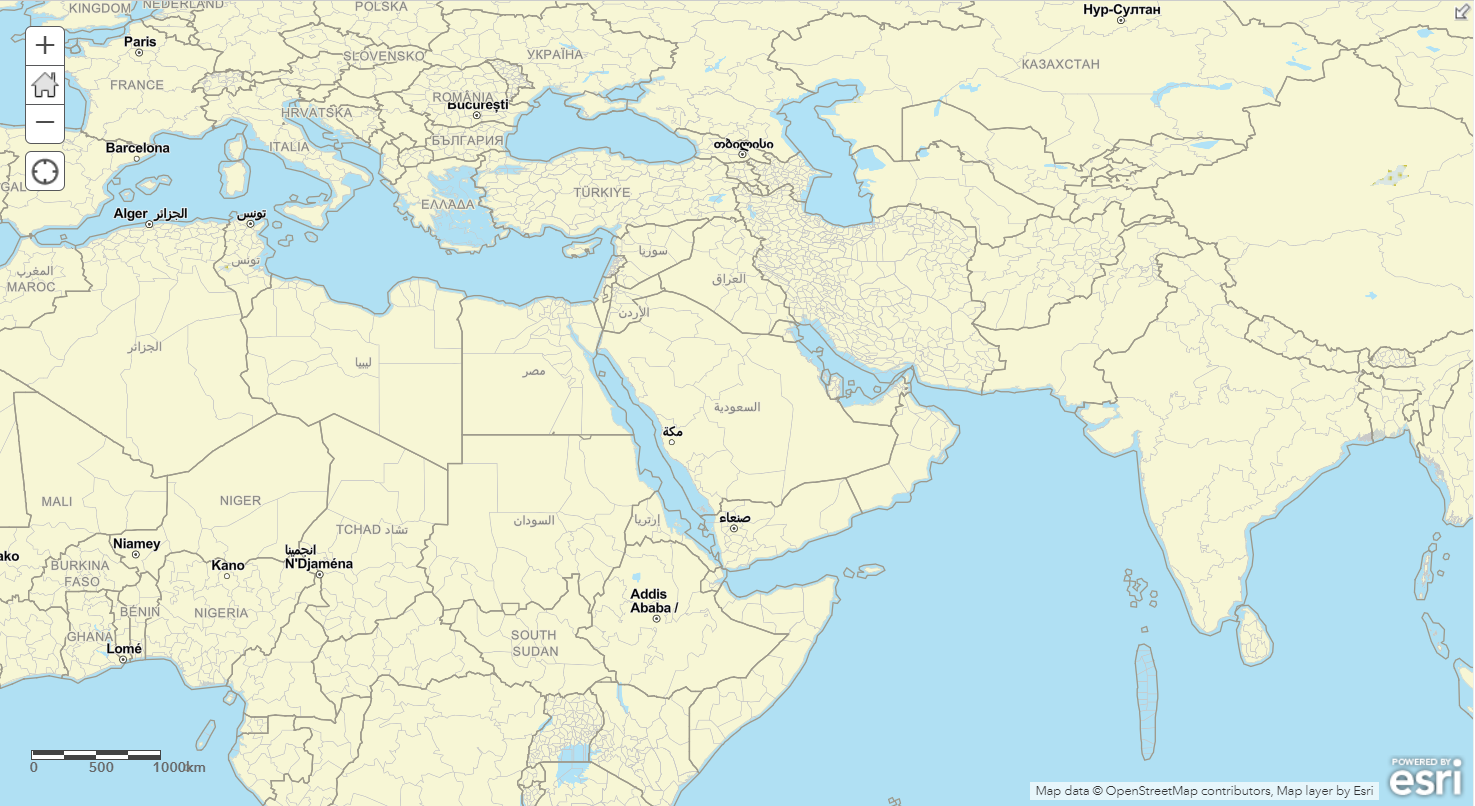 KINGDOM
NEDERLAND
POLSKA
Нур-Султан
Paris
SLOVENSKO
УКРАЇНА
КАЗАХСТАН
FRANCE
ROMÂNIA
București
HRVATSKA
Barcelona
ITALIA
БЪЛГАРИЯ
თბილისი
GAL
TÜRKIYE
ΕΛΛΑΔΑ
Alger الجزائر
تونس
تونس
سوريا
المغرب
MAROC
العراق
الأردن
الجزائر
ليبيا
مصر
السعودية
مكة
MALI
NIGER
TCHAD تشاد
السودان
إرتريا
صنعاء
Niamey
ako
انجمينا
N'Djaména
Kano
BURKINA
FASO
Addis
Ababa /
BENIN
NIGERIA
GHANA
Lomé
SOUTH
SUDAN
0 500 1000km
POWERED BY
esri
Map data © OpenStreetMap contributors, Map layer by Esri